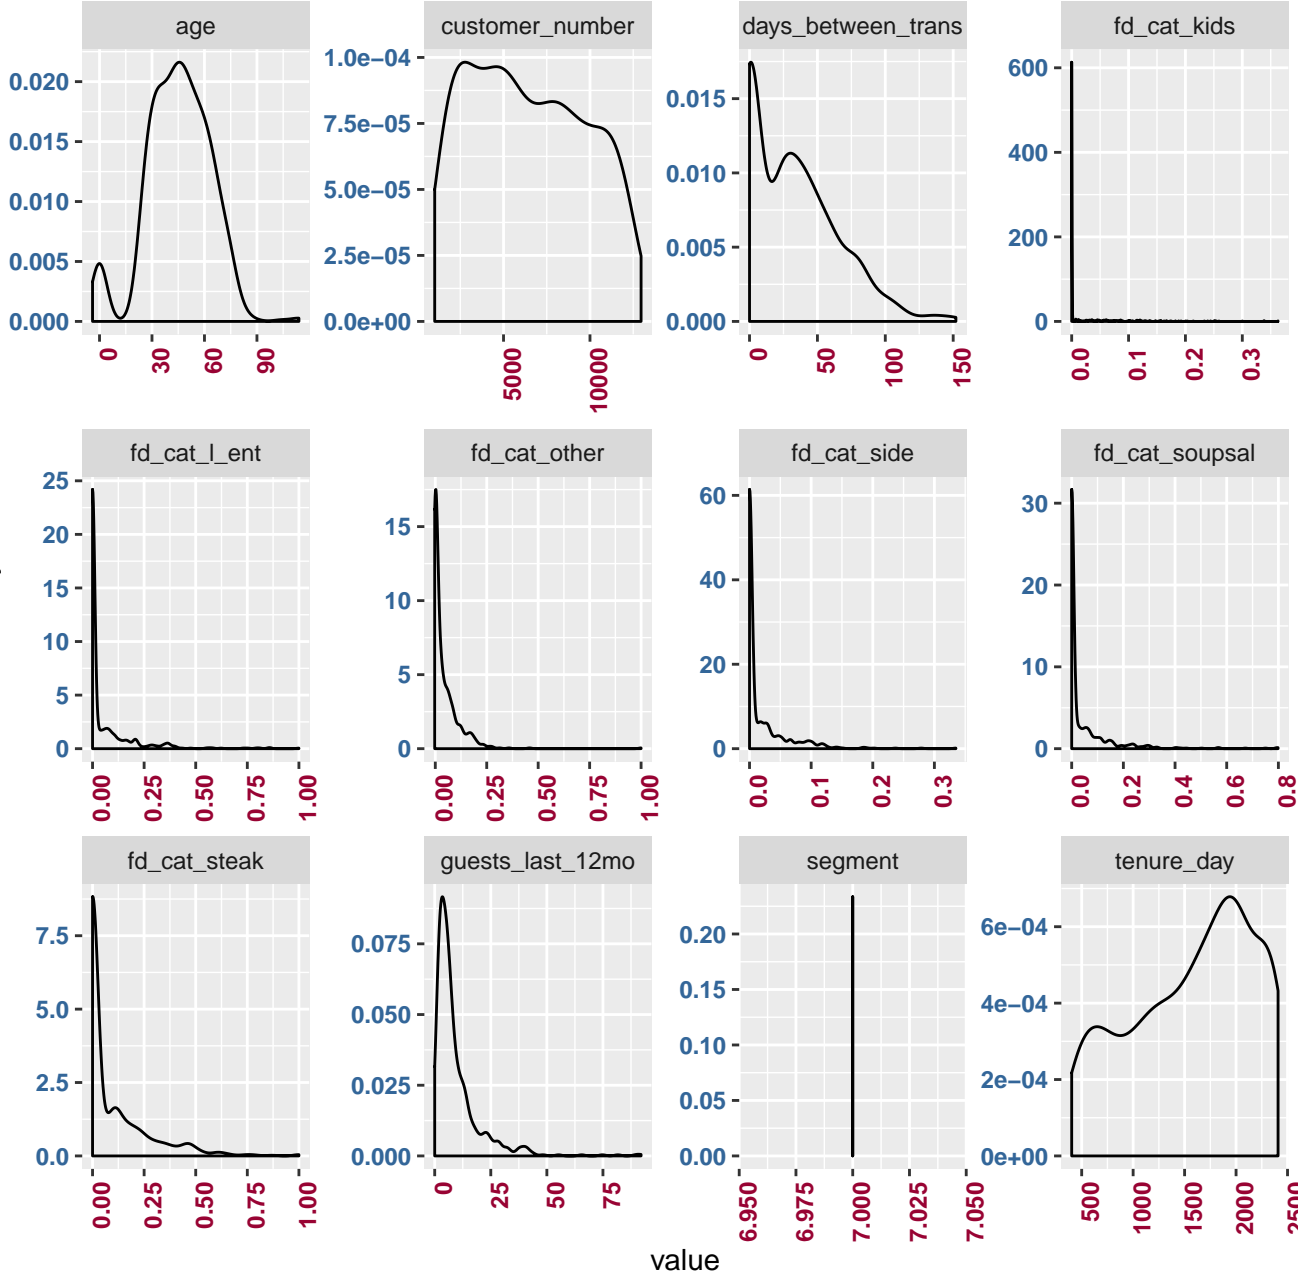 age customer_number days_between_trans fd_cat_kids
0.020 1.0e−04 0.015 600
0.015 7.5e−05 0.010 400
0.010 5.0e−05 0.005 200
0.005 2.5e−05 0.000 0
0.000 0.0e+00
0 30 60 90 5000 10000 0 50 100 150 0.0 0.1 0.2 0.3
fd_cat_l_ent fd_cat_other fd_cat_side fd_cat_soupsal
25 15 60 30
20 10 40 20
15 5 20 10
10 0 0 0
5
0
0.00 0.25 0.50 0.75 1.00 0.00 0.25 0.50 0.75 1.00 0.0 0.1 0.2 0.3 0.0 0.2 0.4 0.6 0.8
fd_cat_steak guests_last_12mo segment tenure_day
7.5 0.075 0.20 6e−04
5.0 0.050 0.15 4e−04
2.5 0.025 0.10 2e−04
0.0 0.000 0.05 0e+00
0.00
0.00 0.25 0.50 0.75 1.00 0 25 50 75 6.950 6.975 7.000 7.025 7.050 500 1000 1500 2000 2500
value